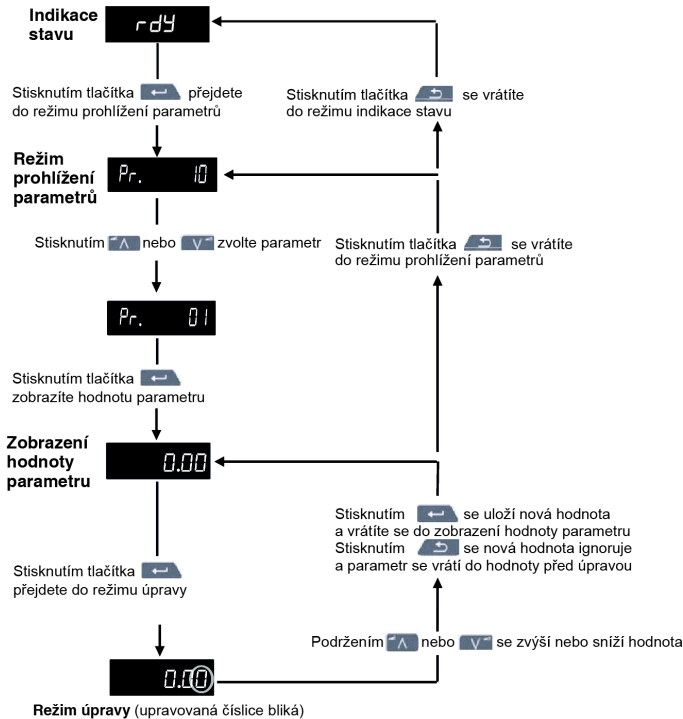 Indikace
stavu
rdy
Stisknutím tlačítka přejdete
do režimu prohlížení parametrů
Stisknutím tlačítka se vrátíte
do režimu indikace stavu
Režim
prohlížení
parametrů
Pr. 10
Stisknutím nebo zvolte parametr
Stisknutím tlačítka se vrátíte
do režimu prohlížení parametrů
Pr. 01
Stisknutím tlačítka
zobrazíte hodnotu parametru
Zobrazení
hodnoty
parametru
0.00
Stisknutím se uloží nová hodnota
a vrátíte se do zobrazení hodnoty parametru
Stisknutím se nová hodnota ignoruje
a parametr se vrátí do hodnoty před úpravou
Stisknutím tlačítka
přejdete do režimu úpravy
Podržením nebo se zvýší nebo sníží hodnota
0.00
Režim úpravy (upravovaná číslice bliká)